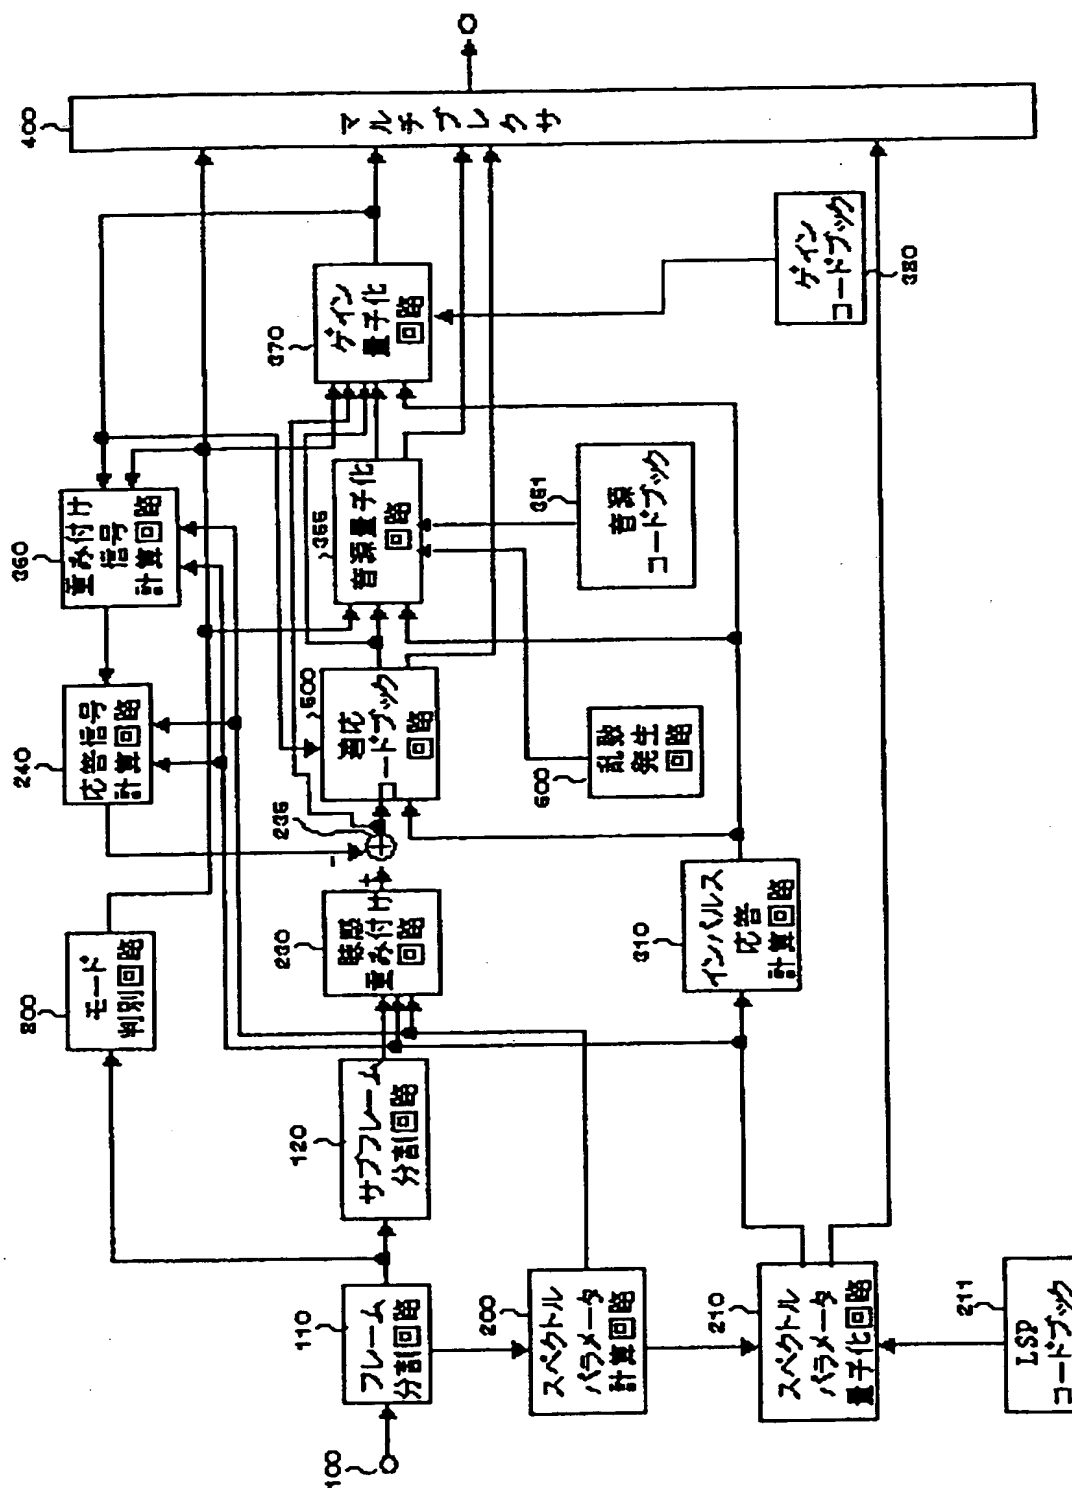 100
110
フレーム
分割回路
120
サブフレーム
分割回路
200
スペクトル
パラメータ
計算回路
210
スペクトル
パラメータ
量子化回路
211
LSP
コードブック
800
モード
判別回路
230
聴感
重み付け
回路
+
-
235
240
応答信号
計算回路
360
重み付け
信号
計算回路
500
適応
コードブック
回路
310
インパルス
応答
計算回路
600
乱数
発生
回路
355
音源量子化
回路
351
音源
コードブック
370
ゲイン
量子化
回路
380
ゲイン
コードブック
400
マルチプレクサ